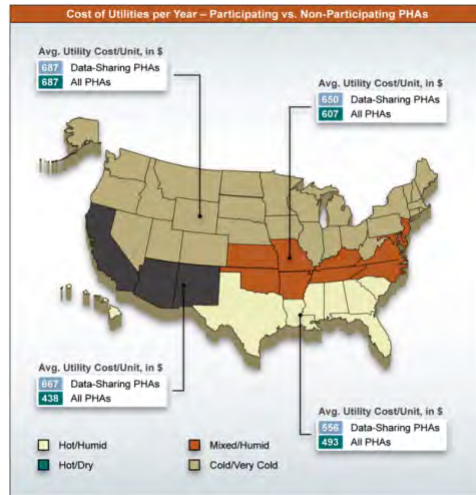 Cost of Utilities per Year – Participating vs. Non-Participating PHAs
Avg. Utility Cost/Unit, in $
687 Data-Sharing PHAs
687 All PHAs
Avg. Utility Cost/Unit, in $
650 Data-Sharing PHAs
607 All PHAs
Avg. Utility Cost/Unit, in $
667 Data-Sharing PHAs
438 All PHAs
Avg. Utility Cost/Unit, in $
556 Data-Sharing PHAs
493 All PHAs
Hot/Humid
Mixed/Humid
Hot/Dry
Cold/Very Cold